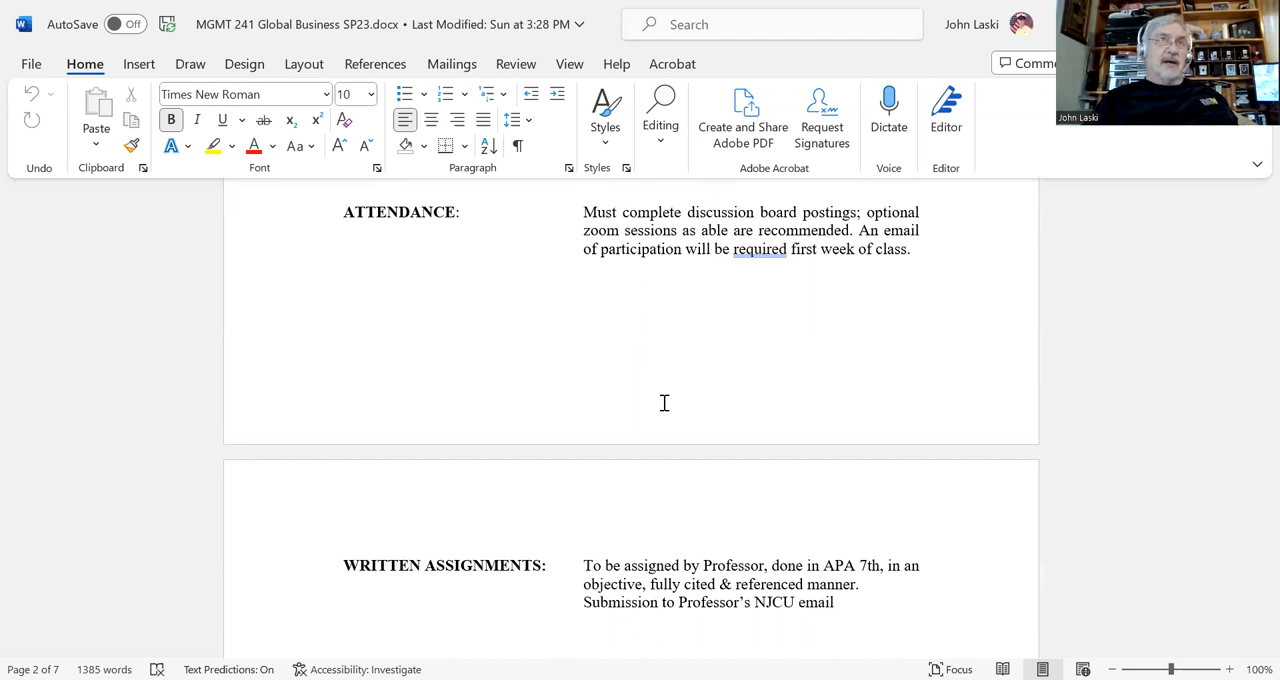 AutoSave Off MGMT 241 Global Business SP23.docx • Last Modified: Sun at 3:28 PM Search John Laski
File Home Insert Draw Design Layout References Mailings Review View Help Acrobat Comme
John Laski
Times New Roman 10
Paste B I U ab x₂ x² A Styles Editing Create and Share Adobe PDF Request Signatures Dictate Editor
A A Aa A A
Undo Clipboard Font Paragraph Styles Adobe Acrobat Voice Editor
ATTENDANCE: Must complete discussion board postings; optional
zoom sessions as able are recommended. An email
of participation will be required first week of class.
WRITTEN ASSIGNMENTS: To be assigned by Professor, done in APA 7th, in an
objective, fully cited & referenced manner.
Submission to Professor's NJCU email
Page 2 of 7 1385 words Text Predictions: On Accessibility: Investigate Focus 100%